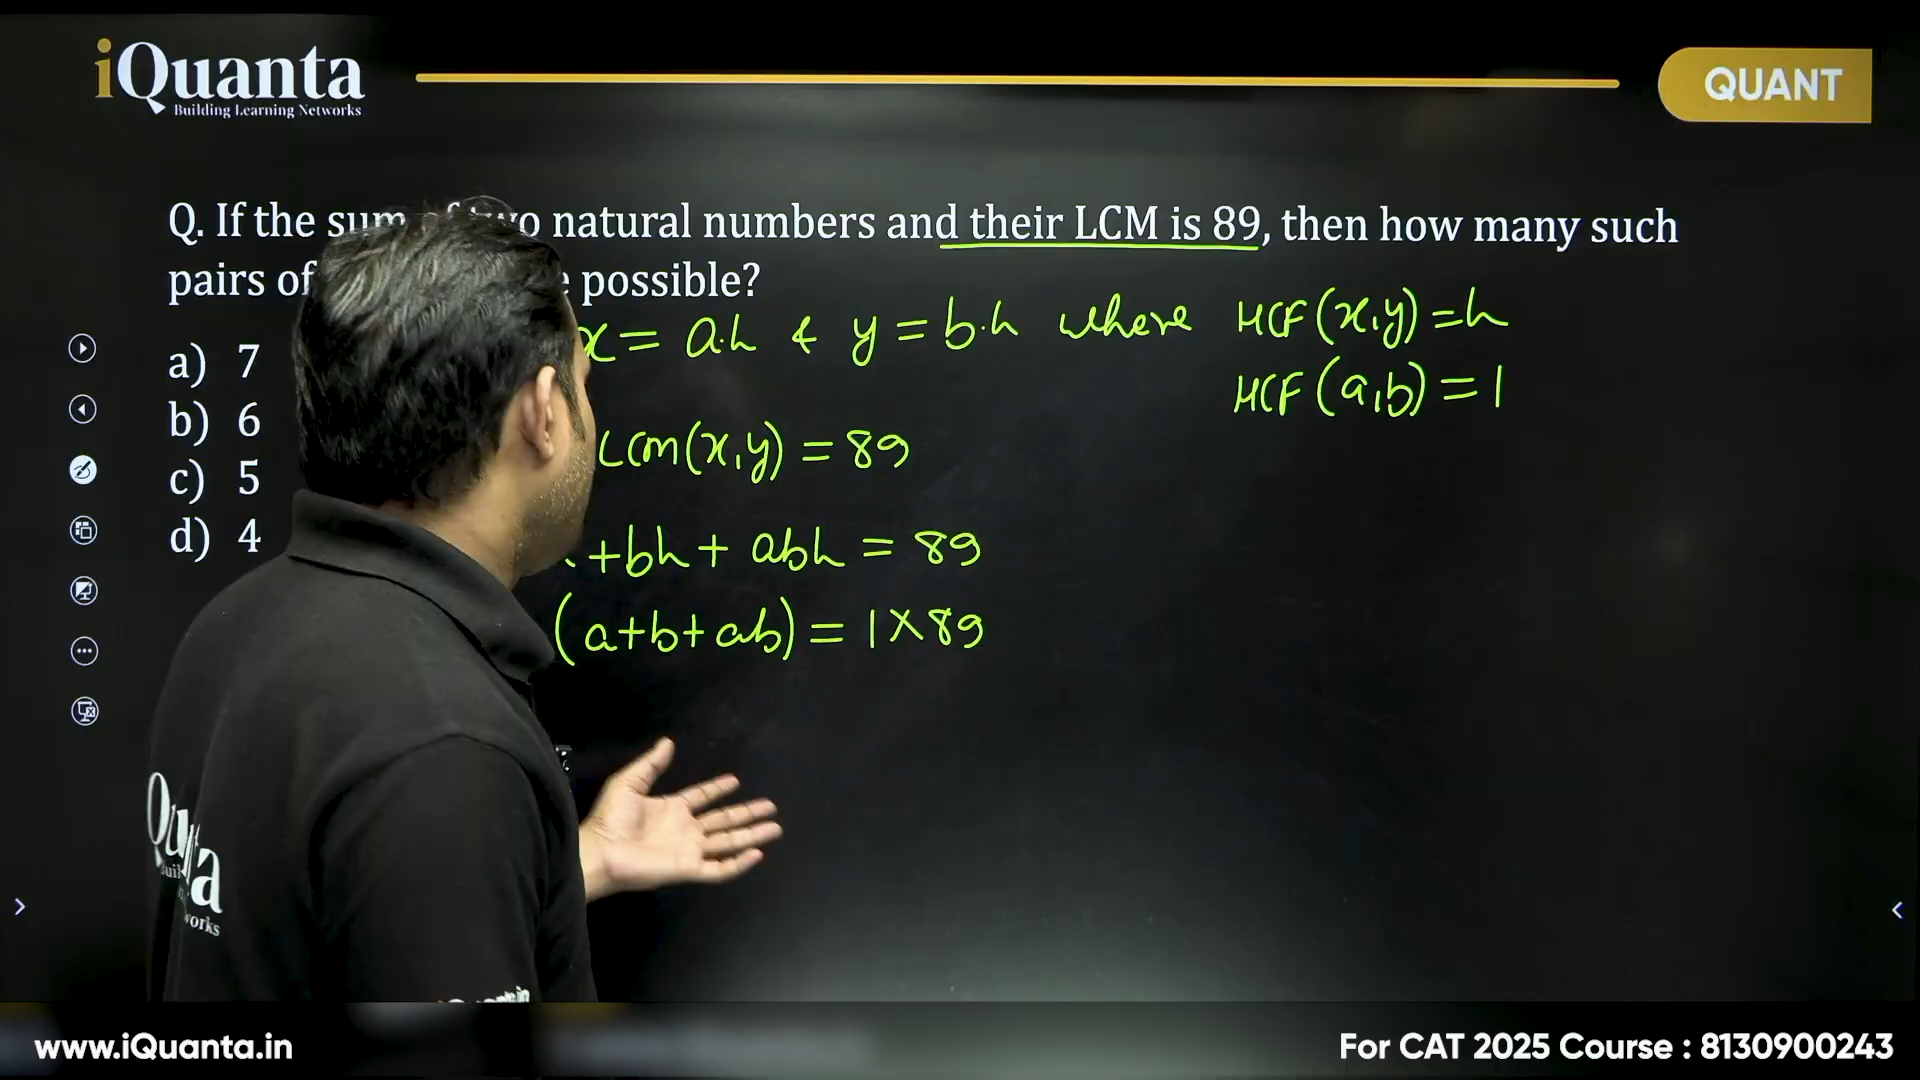 iQuanta
Building Learning Networks
QUANT
Q. If the sum two natural numbers and their LCM is 89, then how many such
pairs of possible?
x = a.h & y = b.h where HCF(x,y) = h
HCF(a,b) = 1
a) 7
b) 6
c) 5
d) 4
LCM(x,y) = 89
+bh + abh = 89
(a+b+ab) = 1×89
www.iQuanta.in
For CAT 2025 Course : 8130900243